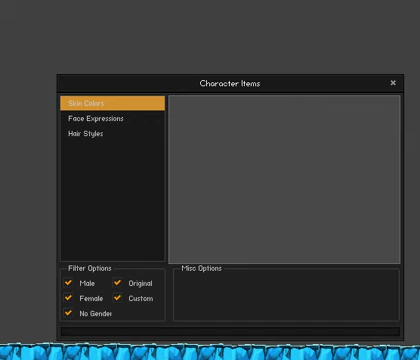 Character Items
Skin Colors
Face Expressions
Hair Styles
Filter Options
Misc Options
Male
Original
Female
Custom
No Gender